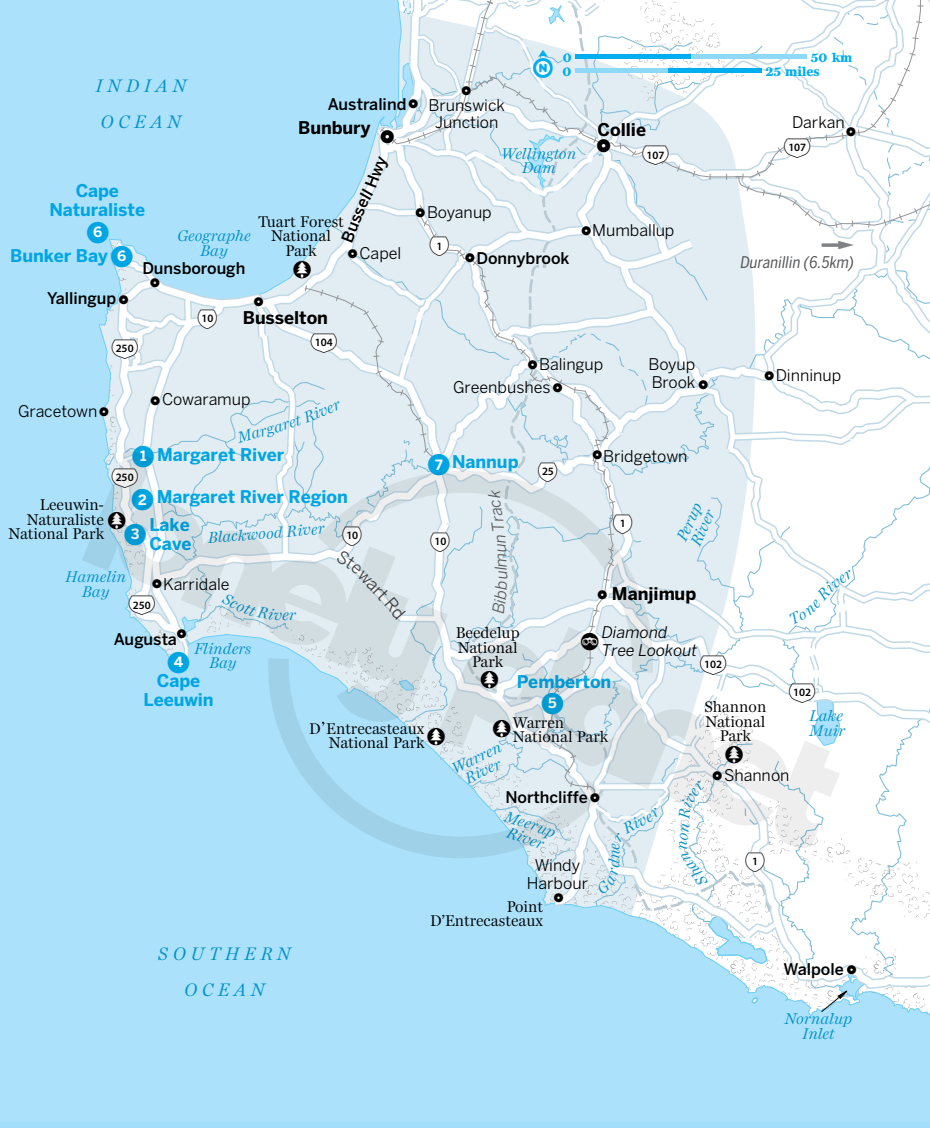 0
50 km
N
0
25 miles
INDIAN
OCEAN
Australind
Brunswick
Junction
Bunbury
Collie
Darkan
107
107
Wellington
Dam
Bussell Hwy
Cape
Naturaliste
6
Bunker Bay
6
Geographe
Bay
Tuart Forest
National
Park
Boyanup
Mumballup
1
Capel
Donnybrook
Duranillin (6.5km)
Dunsborough
Yallingup
Busselton
10
104
250
Balingup
Greenbushes
Boyup
Brook
Dinninup
Cowaramup
Gracetown
Margaret River
1
Margaret River
7
Nannup
Bridgetown
25
250
2
Margaret River Region
Leeuwin-
Naturaliste
National Park
3
Lake
Cave
Blackwood River
10
10
Bibbulmun Track
1
Perup
River
Stewart Rd
Hamelin
Bay
Karridale
250
Scott River
Manjimup
Tone River
Augusta
Flinders
Bay
4
Cape
Leeuwin
Beedelup
National
Park
Diamond
Tree Lookout
102
102
Pemberton
5
Shannon
National
Park
Lake
Muir
D'Entrecasteaux
National Park
Warren
National Park
Warren
River
Shannon
Northcliffe
Meerup
River
Gardner River
Shannon River
1
Windy
Harbour
Point
D'Entrecasteaux
SOUTHERN
OCEAN
Walpole
Nornalup
Inlet